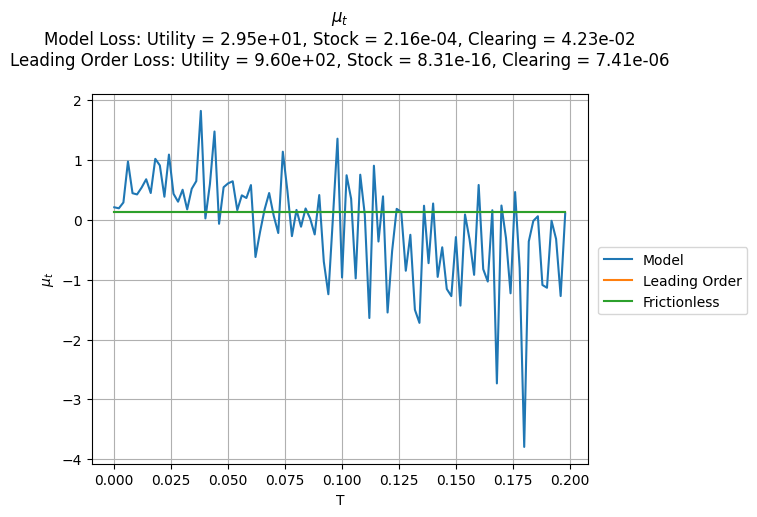 μₜ
Model Loss: Utility = 2.95e+01, Stock = 2.16e-04, Clearing = 4.23e-02
Leading Order Loss: Utility = 9.60e+02, Stock = 8.31e-16, Clearing = 7.41e-06
2
1
0
−1
−2
−3
−4
μₜ
0.000 0.025 0.050 0.075 0.100 0.125 0.150 0.175 0.200
T
Model
Leading Order
Frictionless